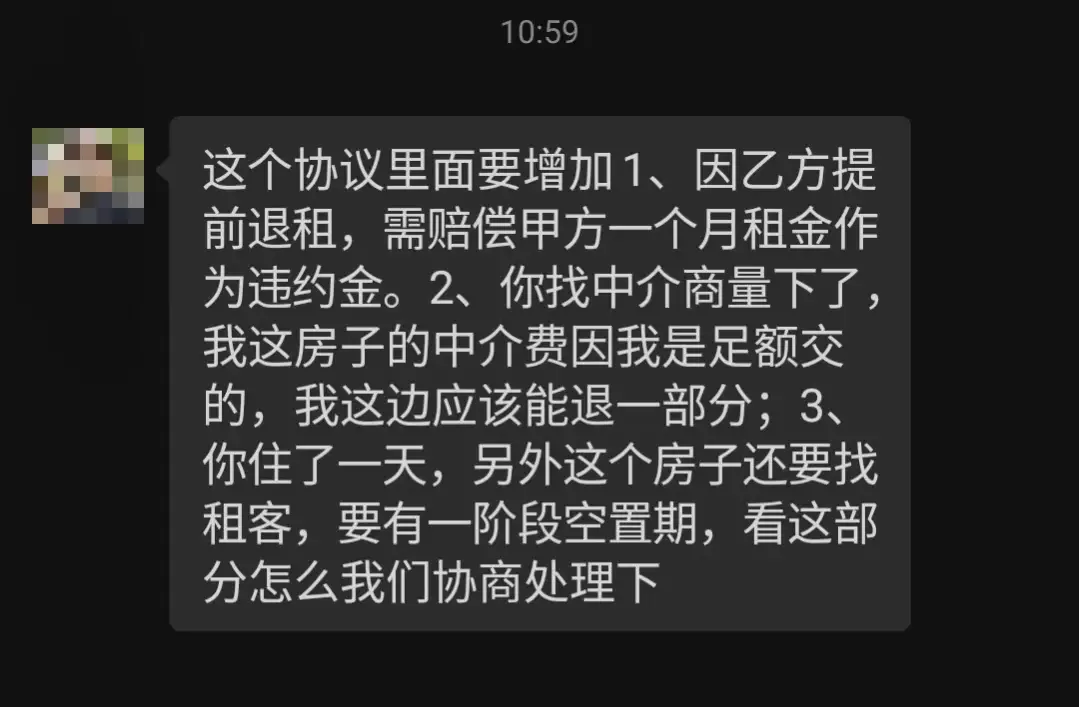 10:59
这个协议里面要增加1、因乙方提
前退租，需赔偿甲方一个月租金作
为违约金。2、你找中介商量下了，
我这房子的中介费因我是足额交
的，我这边应该能退一部分；3、
你住了一天，另外这个房子还要找
租客，要有一阶段空置期，看这部
分怎么我们协商处理下